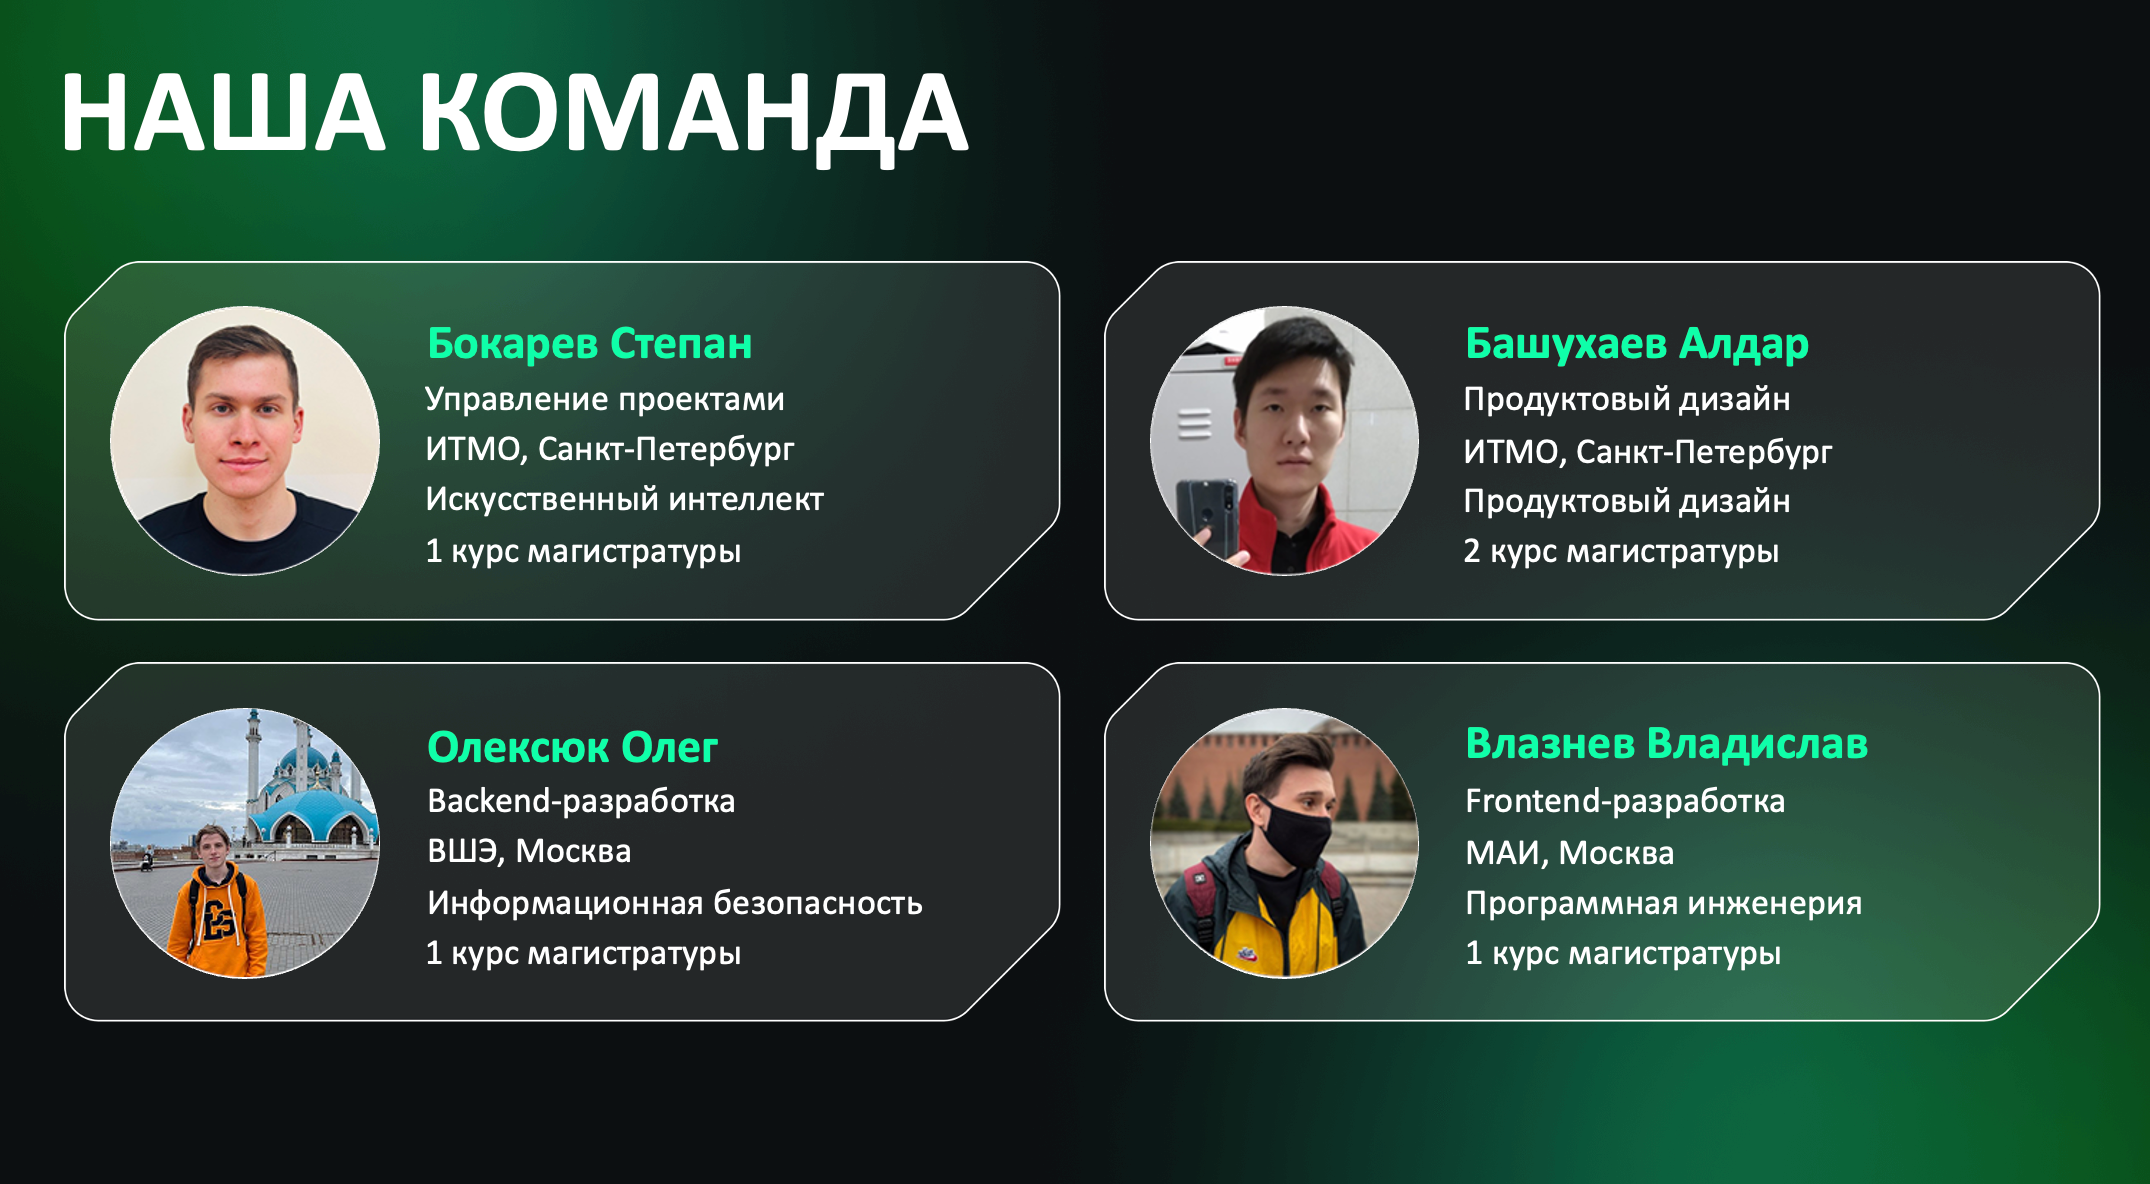 НАША КОМАНДА
Бокарев Степан
Управление проектами
ИТМО, Санкт-Петербург
Искусственный интеллект
1 курс магистратуры
Башухаев Алдар
Продуктовый дизайн
ИТМО, Санкт-Петербург
Продуктовый дизайн
2 курс магистратуры
Олексюк Олег
Backend-разработка
ВШЭ, Москва
Информационная безопасность
1 курс магистратуры
Влазнев Владислав
Frontend-разработка
МАИ, Москва
Программная инженерия
1 курс магистратуры